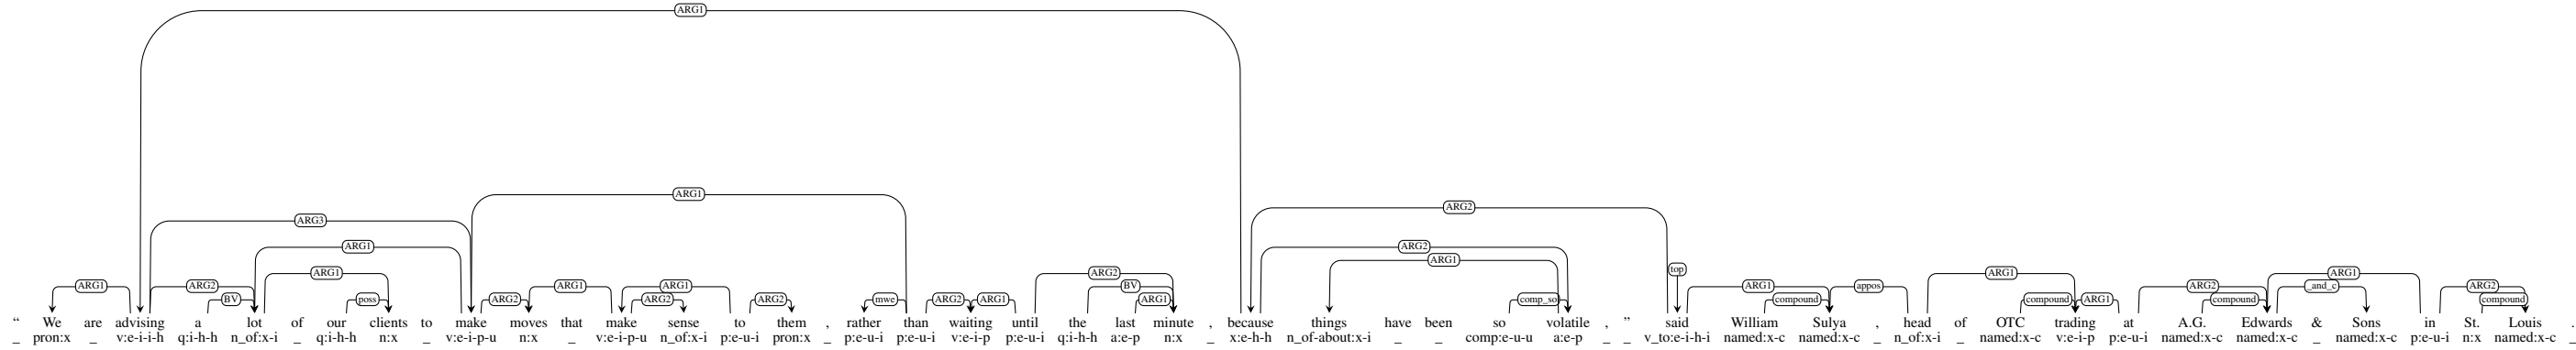 ARG1
ARG1
ARG3
ARG2
ARG1
ARG2
ARG1
ARG1
top
ARG1
ARG2
ARG1
ARG1
ARG1
ARG2
ARG1
ARG2
BV
ARG1
appos
ARG2
ARG2
BV
poss
ARG2
ARG2
ARG2
mwe
ARG2
ARG1
ARG1
comp_so
compound
compound
ARG1
compound
_and_c
compound
“ We are advising a lot of our clients to make moves that make sense to them , rather than waiting until the last minute , because things have been so volatile , ” said William Sulya , head of OTC trading at A.G. Edwards & Sons in St. Louis .
_ pron:x _ v:e-i-i-h q:i-h-h n_of:x-i _ q:i-h-h n:x _ v:e-i-p-u n:x _ v:e-i-p-u n_of:x-i p:e-u-i pron:x _ p:e-u-i p:e-u-i v:e-i-p p:e-u-i q:i-h-h a:e-p n:x _ x:e-h-h n_of-about:x-i _ _ comp:e-u-u a:e-p _ _ v_to:e-i-h-i named:x-c named:x-c _ n_of:x-i _ named:x-c v:e-i-p p:e-u-i named:x-c named:x-c _ named:x-c p:e-u-i n:x named:x-c _